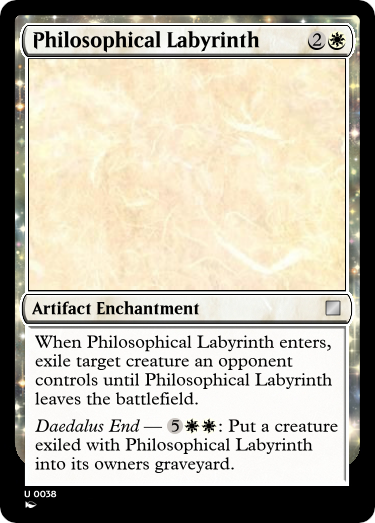 Philosophical Labyrinth 2
Artifact Enchantment
When Philosophical Labyrinth enters,
exile target creature an opponent
controls until Philosophical Labyrinth
leaves the battlefield.
Daedalus End — 5: Put a creature
exiled with Philosophical Labyrinth
into its owners graveyard.
U 0038